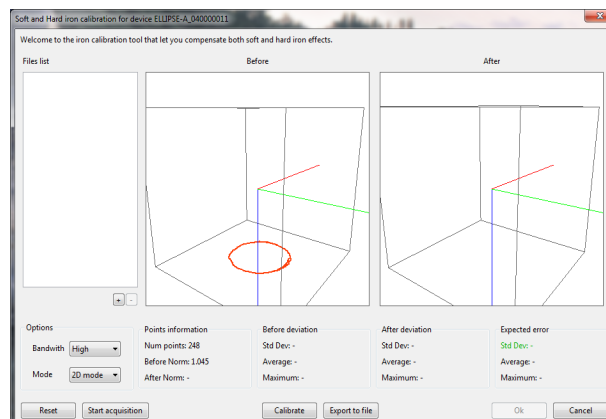 Soft and Hard iron calibration for device ELLIPSE-A_040000011
Welcome to the iron calibration tool that let you compensate both soft and hard iron effects.
Files list
Before
After
+
-
Options
Bandwith High
Mode 2D mode
Points information
Num points: 248
Before Norm: 1.045
After Norm: -
Before deviation
Std Dev: -
Average: -
Maximum: -
After deviation
Std Dev: -
Average: -
Maximum: -
Expected error
Std Dev: -
Average: -
Maximum: -
Reset
Start acquisition
Calibrate
Export to file
Ok
Cancel